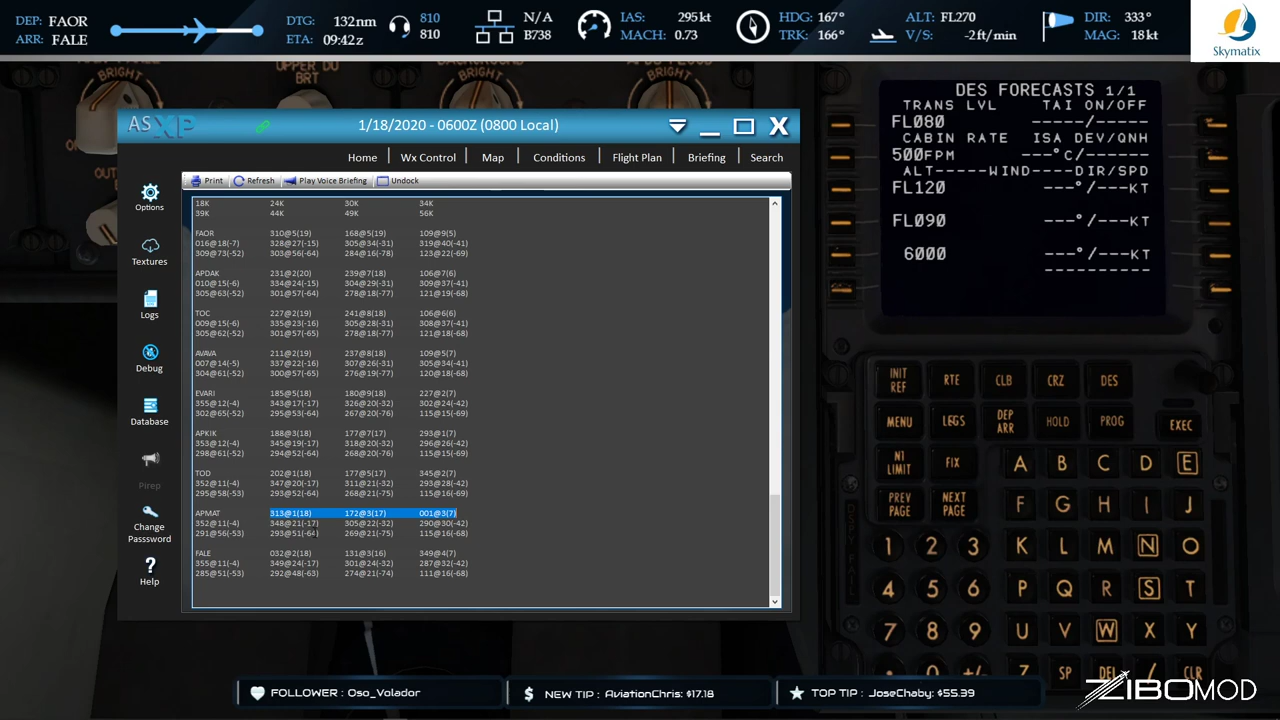 DEP: FAOR
ARR: FALE
DTG: 132nm
ETA: 09:42z
810
810
N/A
B738
IAS: 295kt
MACH: 0.73
HDG: 167°
TRK: 166°
ALT: FL270
V/S: -2ft/min
DIR: 333°
MAG: 18kt
Skymatix
BRIGHT
UPPER DU
BRT
BRIGHT
BRIGHT
ASXP
1/18/2020 - 0600Z (0800 Local)
Home Wx Control Map Conditions Flight Plan Briefing Search
Print Refresh Play Voice Briefing Undock
Options
Textures
Logs
Debug
Database
Pirep
Change
Passsword
Help
18K 24K 30K 34K
39K 44K 49K 56K
FAOR 310@5(19) 168@5(19) 109@9(5)
016@18(-7) 328@27(-15) 305@34(-31) 319@40(-41)
309@73(-52) 303@56(-64) 284@16(-78) 123@22(-69)
APDAK 231@2(20) 239@7(18) 106@7(6)
010@15(-6) 334@24(-15) 304@29(-31) 309@37(-41)
305@63(-52) 301@57(-64) 278@18(-77) 121@19(-68)
TOC 227@2(19) 241@8(18) 106@6(6)
009@15(-6) 335@23(-16) 305@28(-31) 308@37(-41)
305@62(-52) 301@57(-65) 278@18(-77) 121@18(-68)
AVAVA 211@2(19) 237@8(18) 109@5(7)
007@14(-5) 337@22(-16) 307@26(-31) 305@34(-41)
304@61(-52) 300@57(-65) 276@19(-77) 120@18(-68)
EVARI 185@5(18) 180@9(18) 227@2(7)
355@12(-4) 343@17(-17) 326@20(-32) 302@24(-42)
302@65(-52) 295@53(-64) 267@20(-76) 115@15(-69)
APKIK 188@3(18) 177@7(17) 293@1(7)
353@12(-4) 345@19(-17) 318@20(-32) 296@26(-42)
298@61(-52) 294@52(-64) 268@20(-76) 115@15(-69)
TOD 202@1(18) 177@5(17) 345@2(7)
352@11(-4) 347@20(-17) 311@21(-32) 293@28(-42)
295@58(-53) 293@52(-64) 268@21(-75) 115@16(-69)
APMAT 313@1(18) 172@3(17) 001@3(7)
352@11(-4) 348@21(-17) 305@22(-32) 290@30(-42)
291@56(-53) 293@51(-64) 269@21(-75) 115@16(-68)
FALE 032@2(18) 131@3(16) 349@4(7)
355@11(-4) 349@24(-17) 301@24(-32) 287@32(-42)
285@51(-53) 292@48(-63) 274@21(-74) 111@16(-68)
DES FORECASTS 1/1
TRANS LVL TAI ON/OFF
FL080 -----/-----
CABIN RATE ISA DEV/QNH
500FPM ---°C/------
ALT-----WIND----DIR/SPD
FL120 ---°/---KT
FL090 ---°/---KT
6000 ---°/---KT
----------
INIT
REF
RTE
CLB
CRZ
DES
MENU
LEGS
DEP
ARR
HOLD
PROG
EXEC
N1
LIMIT
FIX
PREV
PAGE
NEXT
PAGE
A B C D E
F G H I J
K L M N O
P Q R S T
U V W X Y
Z SP DEL / CLR
1 2 3
4 5 6
7 8 9
. 0 +/-
FOLLOWER : Oso_Volador
NEW TIP : AviationChris: $17.18
TOP TIP : JoseChaby: $55.39
ZIBOMOD